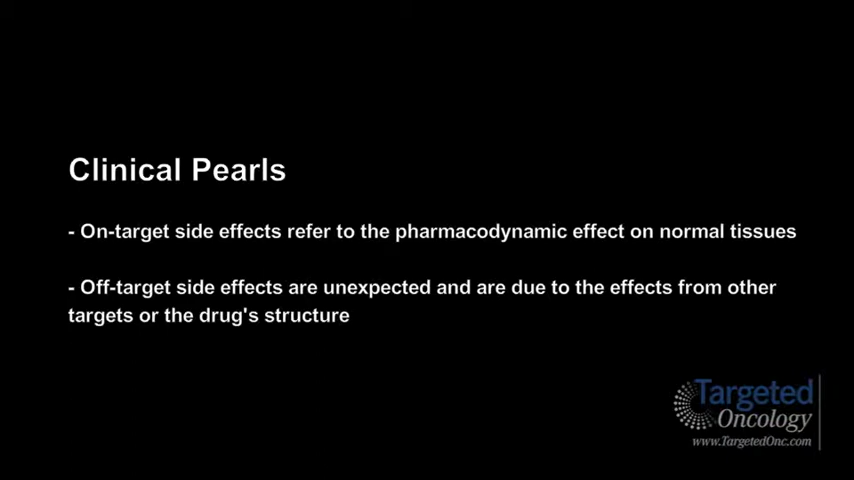 Clinical Pearls
- On-target side effects refer to the pharmacodynamic effect on normal tissues
- Off-target side effects are unexpected and are due to the effects from other
targets or the drug's structure
Targeted
Oncology
www.TargetedOnc.com